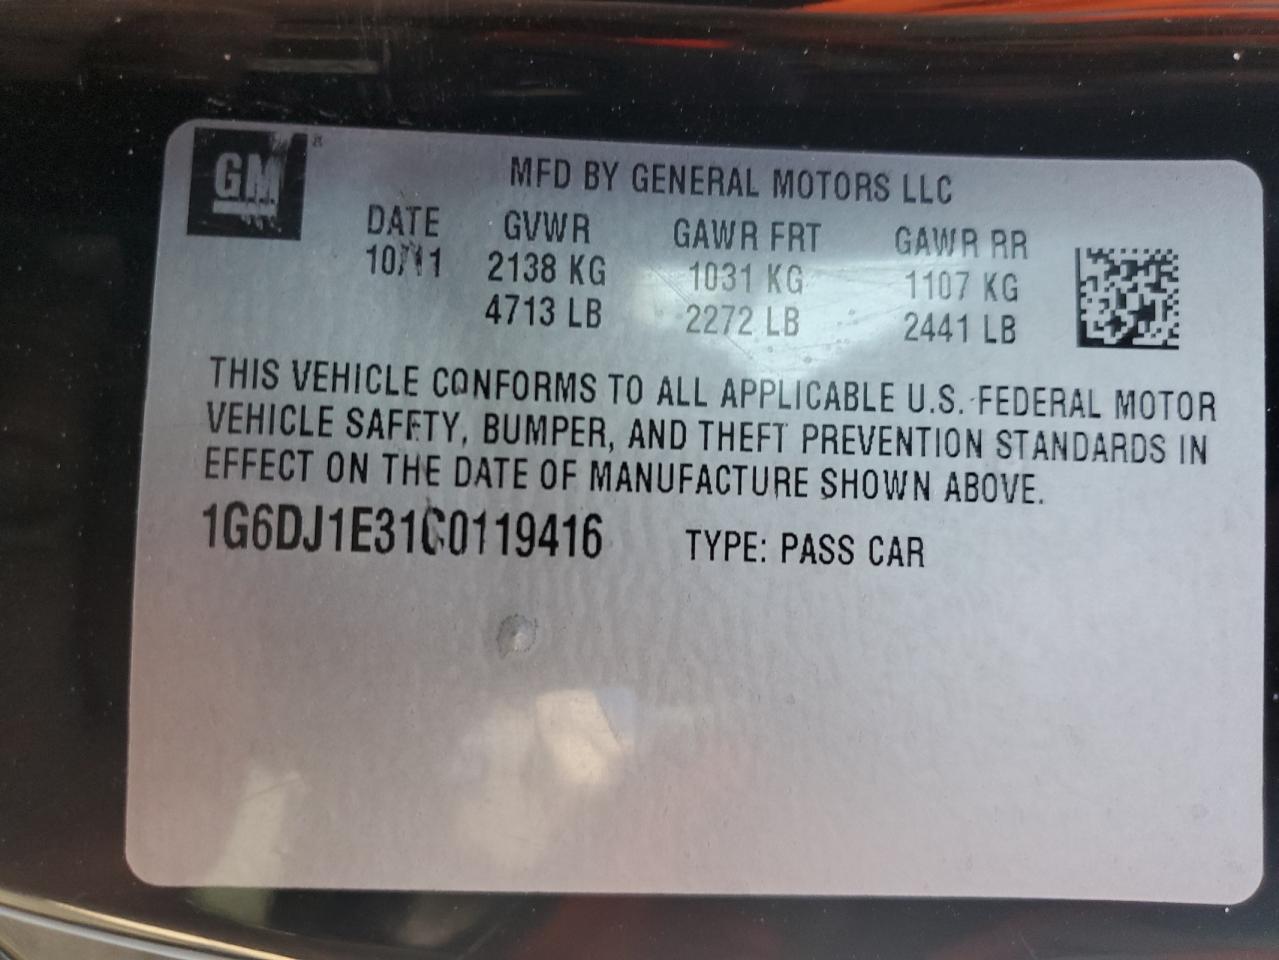 GM ®
MFD BY GENERAL MOTORS LLC
DATE GVWR GAWR FRT GAWR RR
10/11 2138 KG 1031 KG 1107 KG
4713 LB 2272 LB 2441 LB
THIS VEHICLE CONFORMS TO ALL APPLICABLE U.S. FEDERAL MOTOR
VEHICLE SAFETY, BUMPER, AND THEFT PREVENTION STANDARDS IN
EFFECT ON THE DATE OF MANUFACTURE SHOWN ABOVE.
1G6DJ1E31C0119416 TYPE: PASS CAR